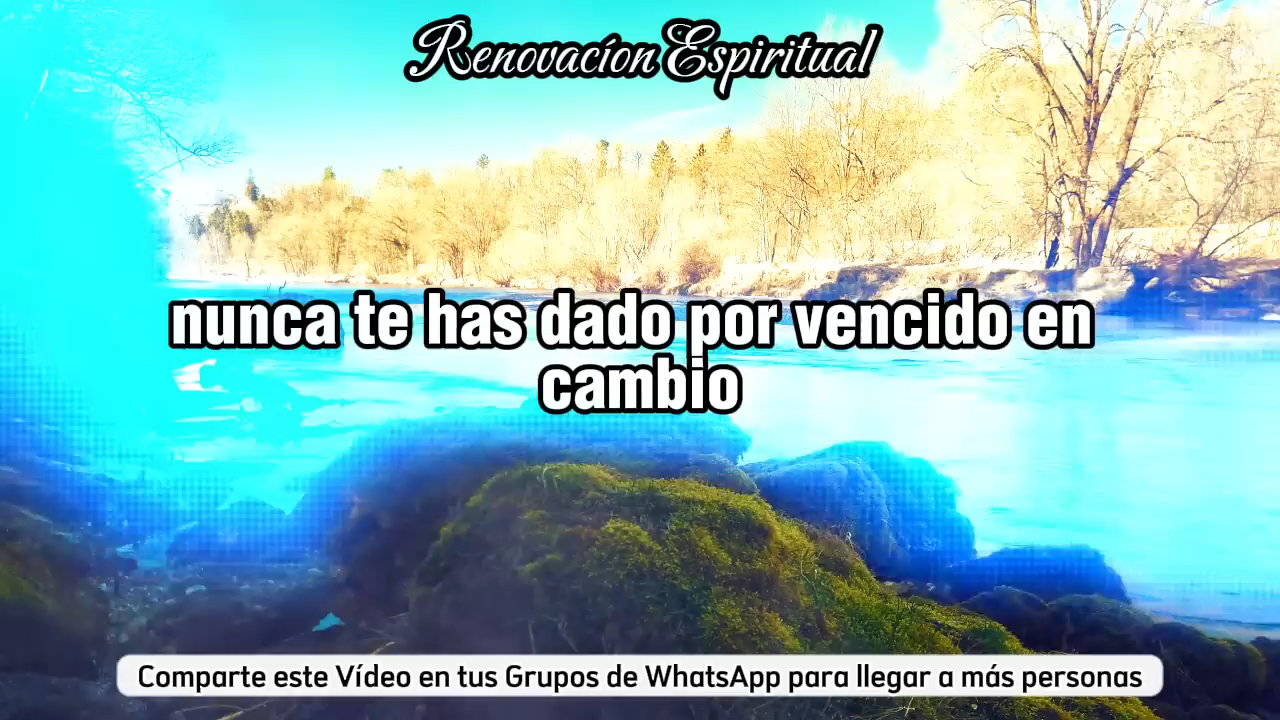 Renovacíon Espiritual
nunca te has dado por vencido en
cambio
Comparte este Vídeo en tus Grupos de WhatsApp para llegar a más personas